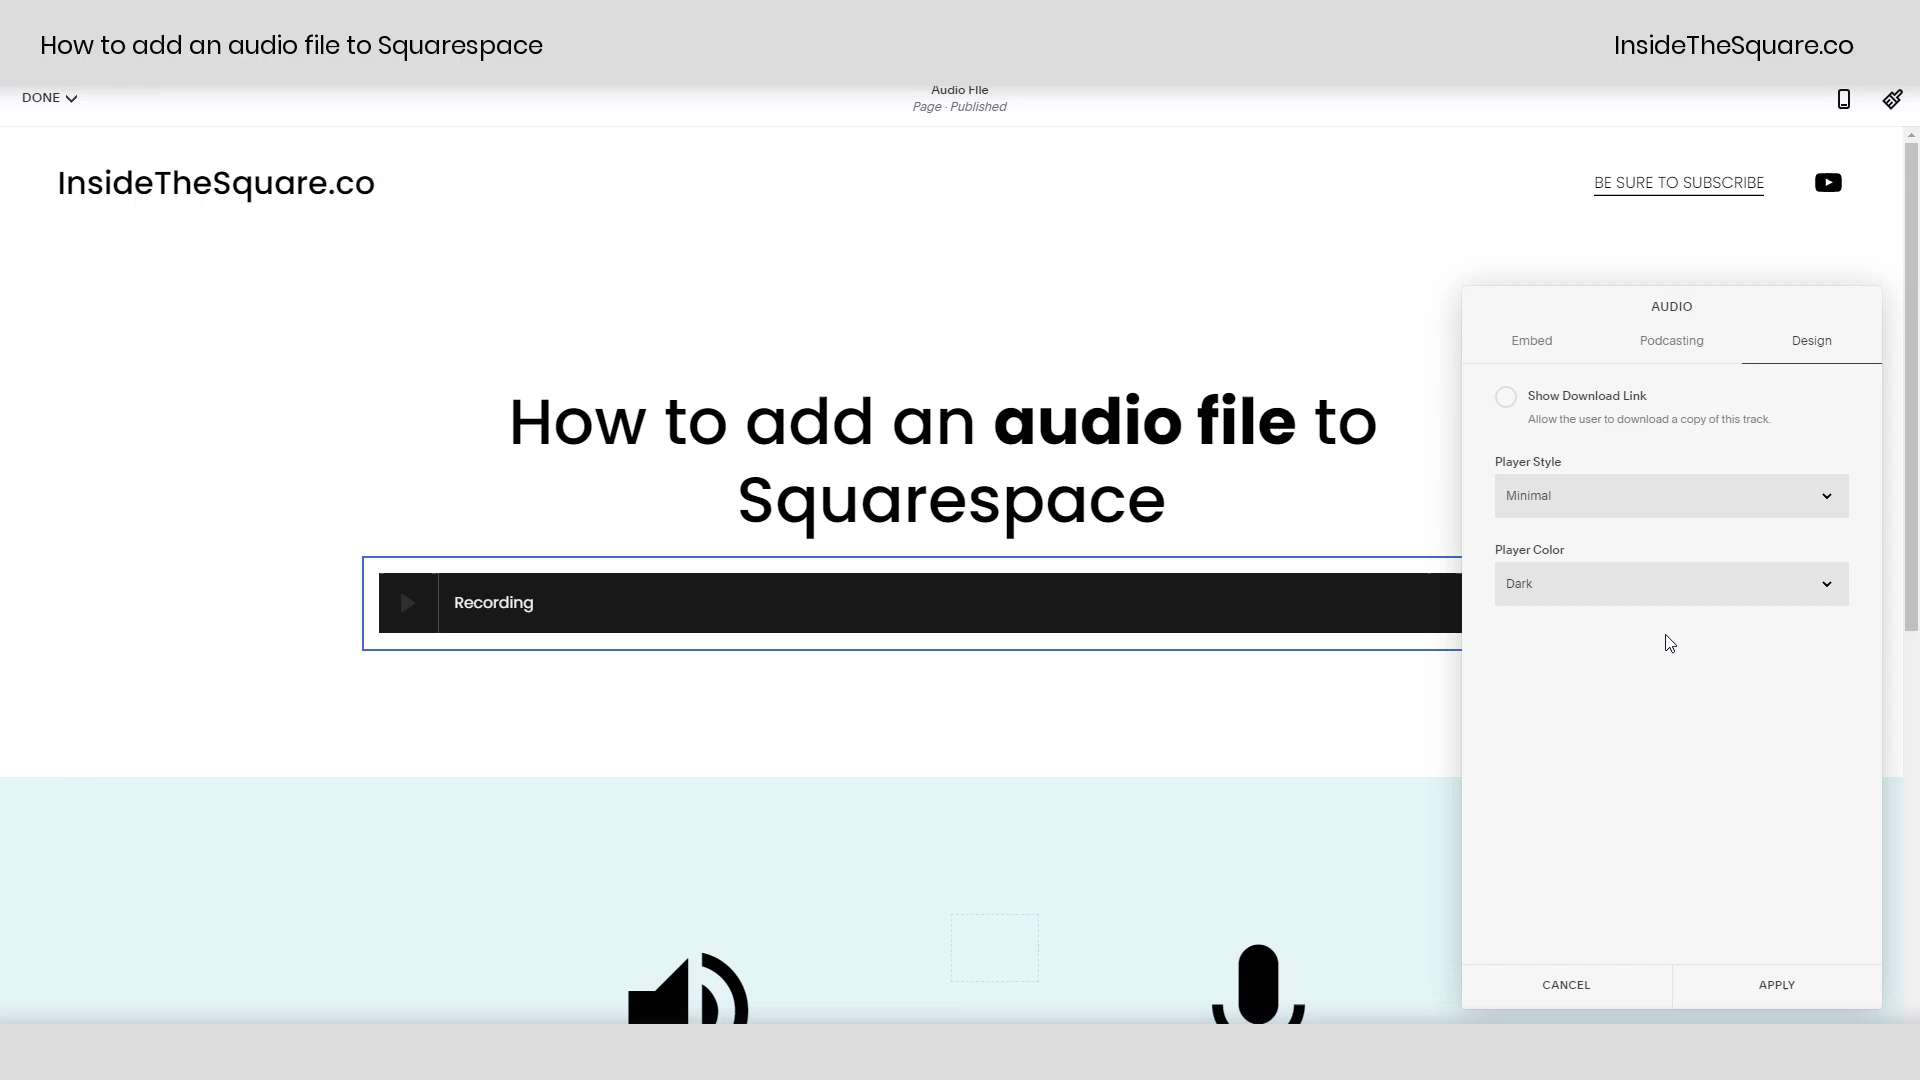 How to add an audio file to Squarespace
InsideTheSquare.co
DONE
Audio File
Page · Published
InsideTheSquare.co
BE SURE TO SUBSCRIBE
AUDIO
Embed
Podcasting
Design
Show Download Link
Allow the user to download a copy of this track.
Player Style
Minimal
Player Color
Dark
How to add an audio file to
Squarespace
Recording
CANCEL
APPLY